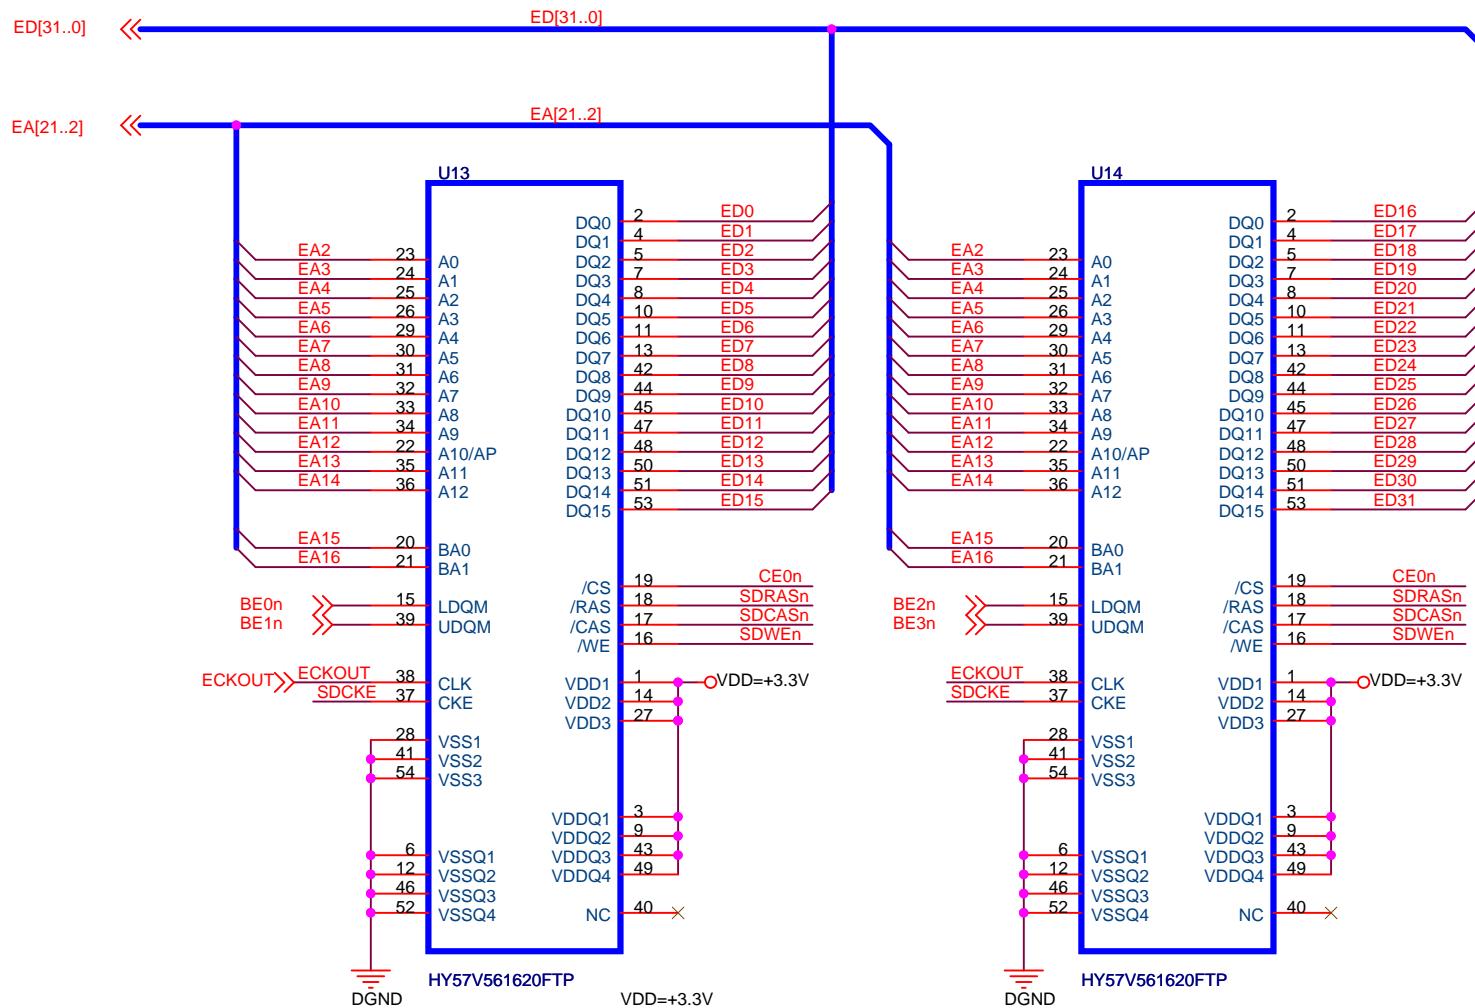 ED[31..0]
ED[31..0]
EA[21..2]
EA[21..2]
U13
EA2 23 A0
EA3 24 A1
EA4 25 A2
EA5 26 A3
EA6 29 A4
EA7 30 A5
EA8 31 A6
EA9 32 A7
EA10 33 A8
EA11 34 A9
EA12 22 A10/AP
EA13 35 A11
EA14 36 A12
EA15 20 BA0
EA16 21 BA1
BE0n 15 LDQM
BE1n 39 UDQM
ECKOUT ECKOUT 38 CLK
SDCKE 37 CKE
28 VSS1
41 VSS2
54 VSS3
6 VSSQ1
12 VSSQ2
46 VSSQ3
52 VSSQ4
DGND
DQ0 2 ED0
DQ1 4 ED1
DQ2 5 ED2
DQ3 7 ED3
DQ4 8 ED4
DQ5 10 ED5
DQ6 11 ED6
DQ7 13 ED7
DQ8 42 ED8
DQ9 44 ED9
DQ10 45 ED10
DQ11 47 ED11
DQ12 48 ED12
DQ13 50 ED13
DQ14 51 ED14
DQ15 53 ED15
/CS 19 CE0n
/RAS 18 SDRASn
/CAS 17 SDCASn
/WE 16 SDWEn
VDD1 1 VDD=+3.3V
VDD2 14
VDD3 27
VDDQ1 3
VDDQ2 9
VDDQ3 43
VDDQ4 49
NC 40
HY57V561620FTP
VDD=+3.3V
U14
EA2 23 A0
EA3 24 A1
EA4 25 A2
EA5 26 A3
EA6 29 A4
EA7 30 A5
EA8 31 A6
EA9 32 A7
EA10 33 A8
EA11 34 A9
EA12 22 A10/AP
EA13 35 A11
EA14 36 A12
EA15 20 BA0
EA16 21 BA1
BE2n 15 LDQM
BE3n 39 UDQM
ECKOUT 38 CLK
SDCKE 37 CKE
28 VSS1
41 VSS2
54 VSS3
6 VSSQ1
12 VSSQ2
46 VSSQ3
52 VSSQ4
DGND
DQ0 2 ED16
DQ1 4 ED17
DQ2 5 ED18
DQ3 7 ED19
DQ4 8 ED20
DQ5 10 ED21
DQ6 11 ED22
DQ7 13 ED23
DQ8 42 ED24
DQ9 44 ED25
DQ10 45 ED26
DQ11 47 ED27
DQ12 48 ED28
DQ13 50 ED29
DQ14 51 ED30
DQ15 53 ED31
/CS 19 CE0n
/RAS 18 SDRASn
/CAS 17 SDCASn
/WE 16 SDWEn
VDD1 1 VDD=+3.3V
VDD2 14
VDD3 27
VDDQ1 3
VDDQ2 9
VDDQ3 43
VDDQ4 49
NC 40
HY57V561620FTP